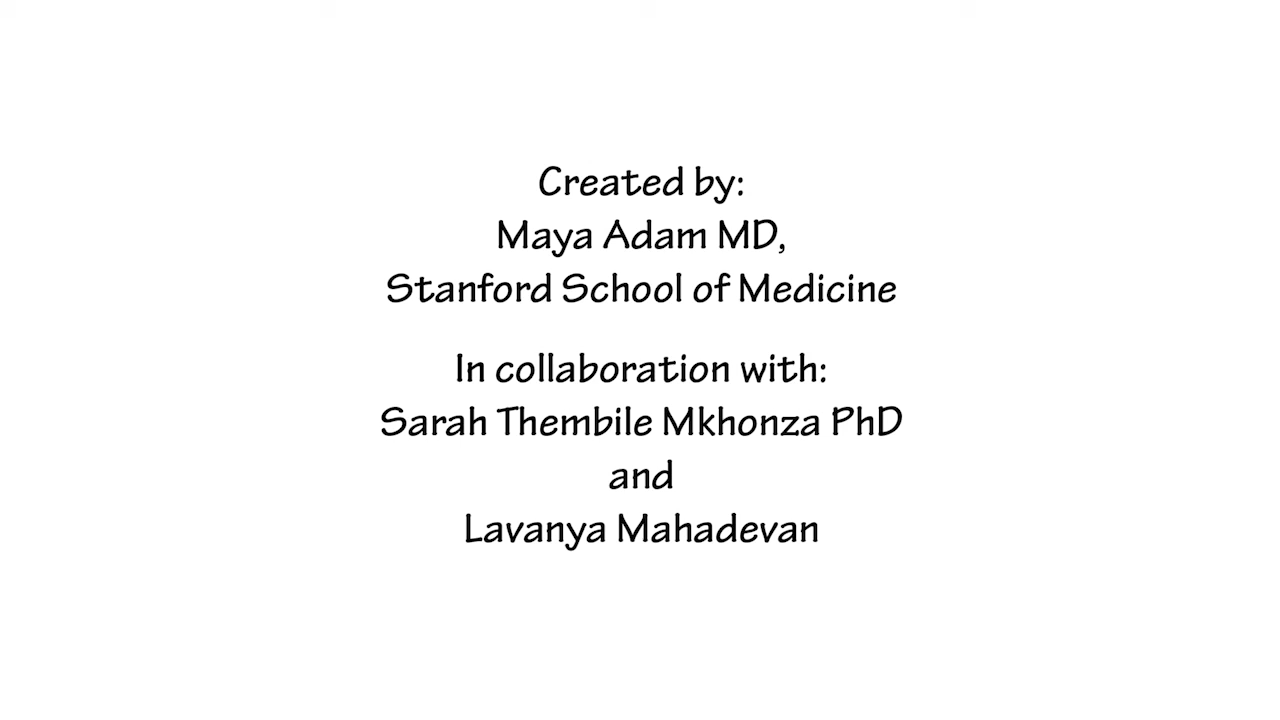 Created by:
Maya Adam MD,
Stanford School of Medicine
In collaboration with:
Sarah Thembile Mkhonza PhD
and
Lavanya Mahadevan